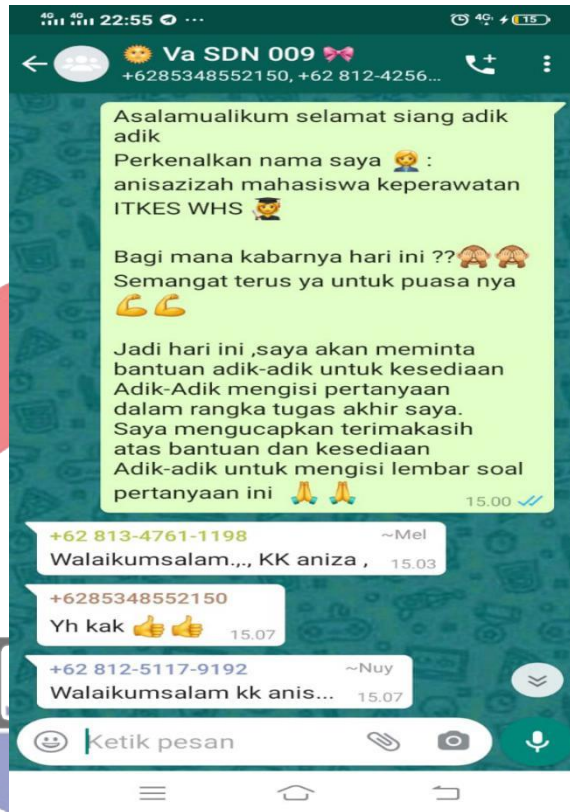 4G 4G 22:55 ... 4G 15
Va SDN 009
+6285348552150, +62 812-4256...
Asalamualikum selamat siang adik
adik
Perkenalkan nama saya :
anisazizah mahasiswa keperawatan
ITKES WHS
Bagi mana kabarnya hari ini ??
Semangat terus ya untuk puasa nya
Jadi hari ini ,saya akan meminta
bantuan adik-adik untuk kesediaan
Adik-Adik mengisi pertanyaan
dalam rangka tugas akhir saya.
Saya mengucapkan terimakasih
atas bantuan dan kesediaan
Adik-adik untuk mengisi lembar soal
pertanyaan ini
15.00
+62 813-4761-1198 ~Mel
Walaikumsalam.,., KK aniza , 15.03
+6285348552150
Yh kak 15.07
+62 812-5117-9192 ~Nuy
Walaikumsalam kk anis... 15.07
Ketik pesan